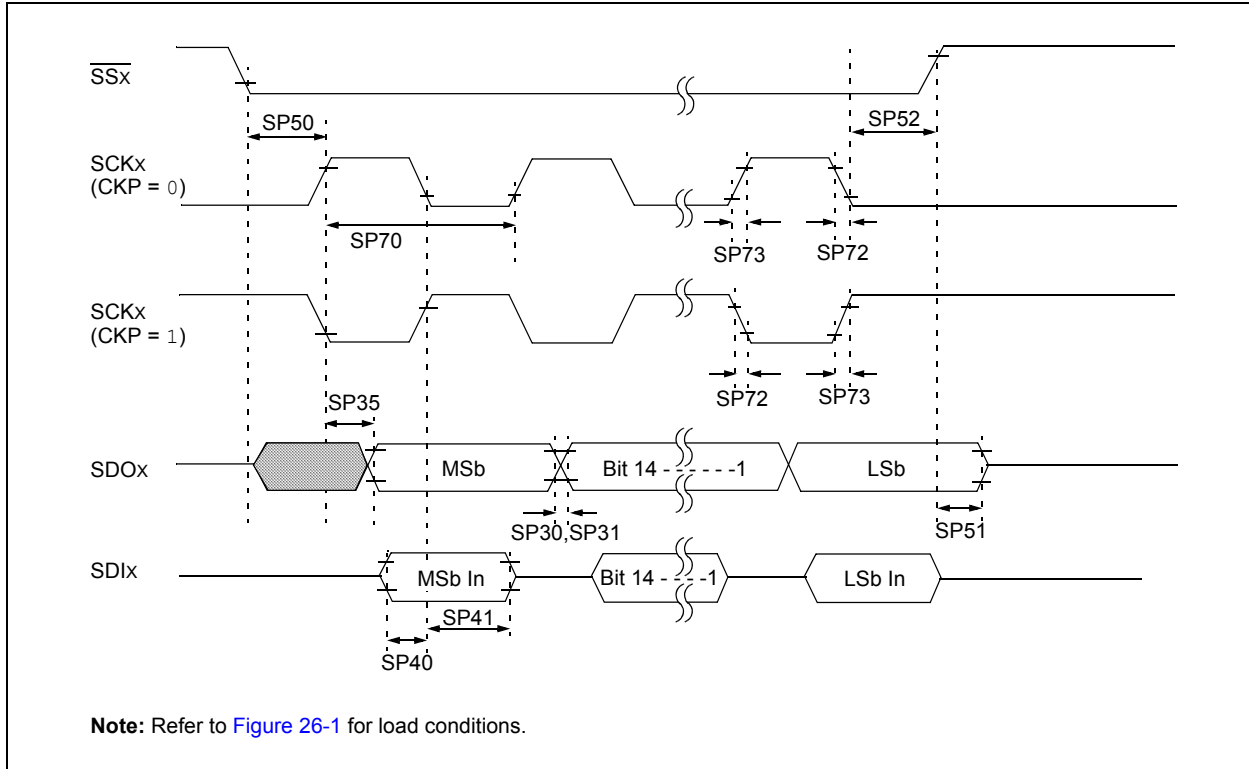 SSx
SP50
SP52
SCKx
(CKP = 0)
SP70
SP73
SP72
SCKx
(CKP = 1)
SP72
SP73
SP35
SDOx
MSb
Bit 14 - - - - - -1
LSb
SP30,SP31
SP51
SDIx
MSb In
Bit 14 - - - -1
LSb In
SP41
SP40
Note: Refer to Figure 26-1 for load conditions.